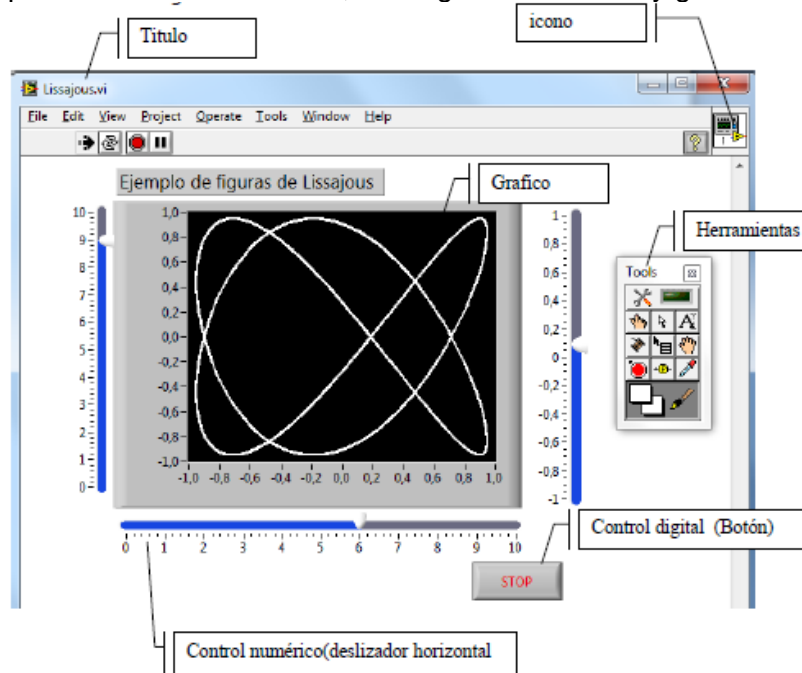 Titulo
icono
Lissajous.vi
File Edit View Project Operate Tools Window Help
Ejemplo de figuras de Lissajous
Grafico
Herramientas
10
9
8
7
6
5
4
3
2
1
0
1,0
0,8
0,6
0,4
0,2
0,0
-0,2
-0,4
-0,6
-0,8
-1,0
-1,0 -0,8 -0,6 -0,4 -0,2 0,0 0,2 0,4 0,6 0,8 1,0
1
0,8
0,6
0,4
0,2
0
-0,2
-0,4
-0,6
-0,8
-1
Tools
A
0 1 2 3 4 5 6 7 8 9 10
Control digital (Botón)
STOP
Control numérico(deslizador horizontal